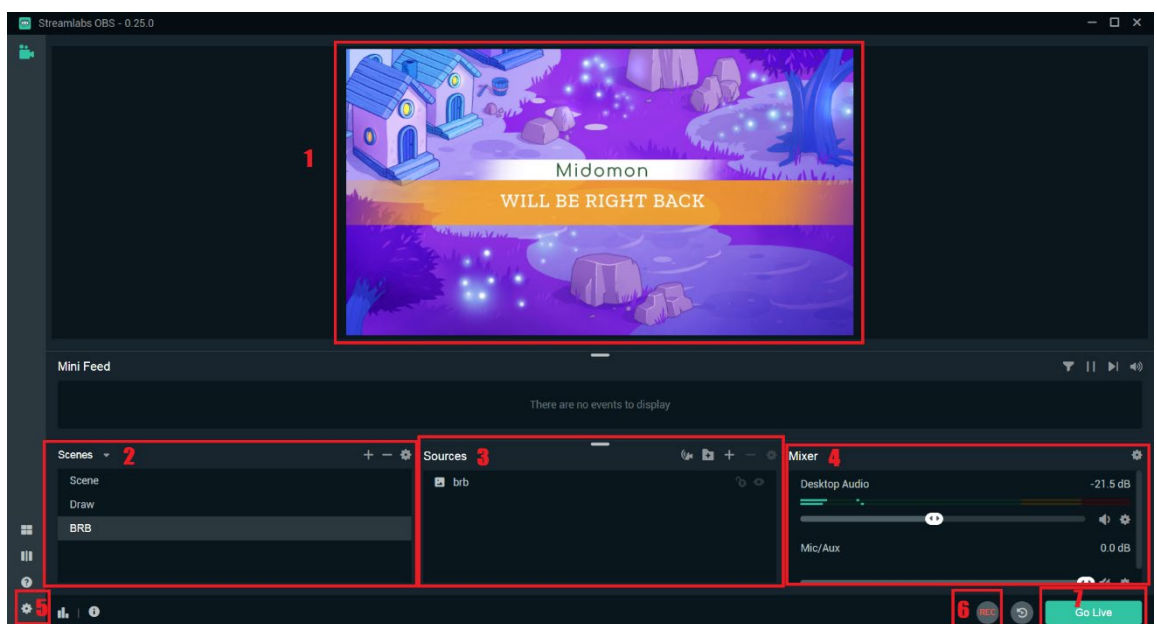 Streamlabs OBS - 0.25.0
1
Midomon
WILL BE RIGHT BACK
Mini Feed
There are no events to display
Scenes 2
Scene
Draw
BRB
Sources 3
brb
Mixer 4
Desktop Audio -21.5 dB
Mic/Aux 0.0 dB
5
6 REC
7
Go Live